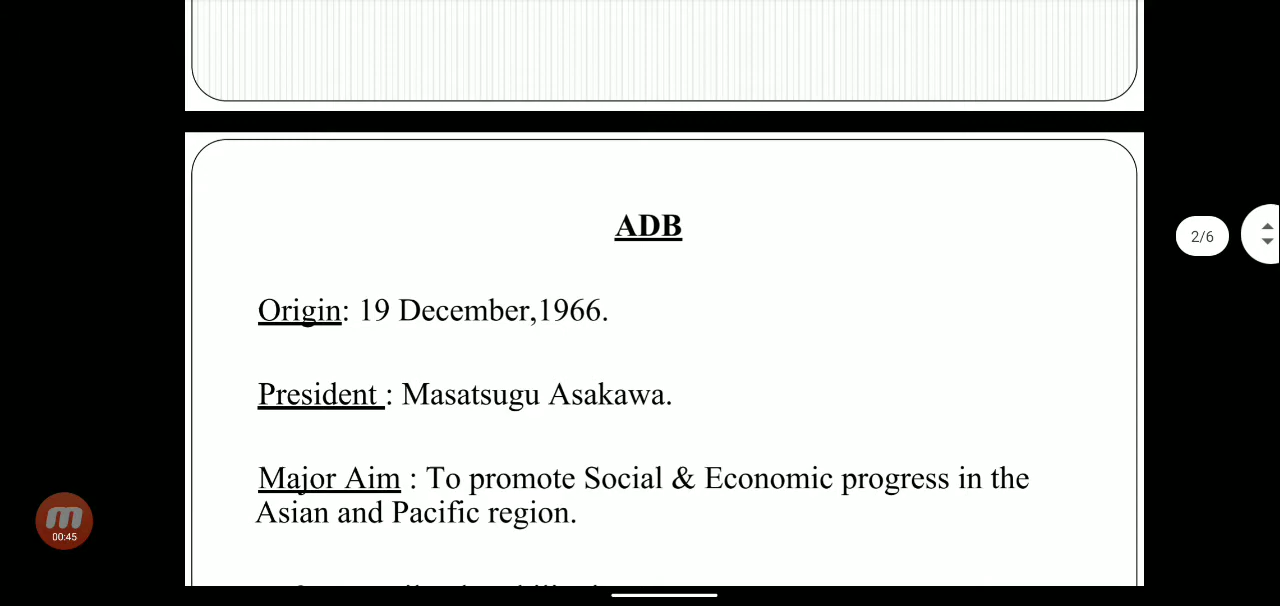 ADB
Origin: 19 December,1966.
2/6
President : Masatsugu Asakawa.
Major Aim : To promote Social & Economic progress in the
Asian and Pacific region.
00:45